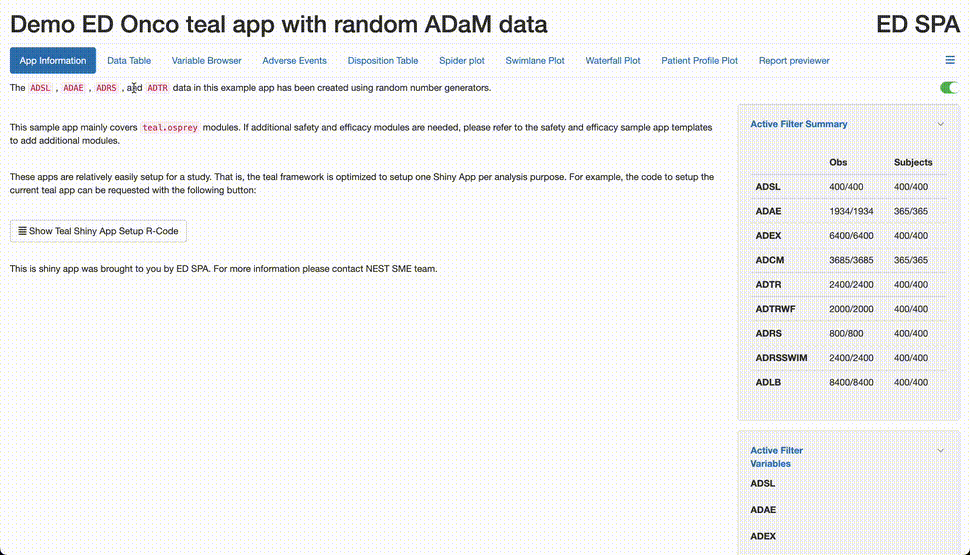 Demo ED Onco teal app with random ADaM data
ED SPA
App Information Data Table Variable Browser Adverse Events Disposition Table Spider plot Swimlane Plot Waterfall Plot Patient Profile Plot Report previewer
The ADSL , ADAE , ADRS , and ADTR data in this example app has been created using random number generators.
This sample app mainly covers teal.osprey modules. If additional safety and efficacy modules are needed, please refer to the safety and efficacy sample app templates
to add additional modules.
These apps are relatively easily setup for a study. That is, the teal framework is optimized to setup one Shiny App per analysis purpose. For example, the code to setup the
current teal app can be requested with the following button:
Show Teal Shiny App Setup R-Code
This is shiny app was brought to you by ED SPA. For more information please contact NEST SME team.
Active Filter Summary
Obs Subjects
ADSL 400/400 400/400
ADAE 1934/1934 365/365
ADEX 6400/6400 400/400
ADCM 3685/3685 365/365
ADTR 2400/2400 400/400
ADTRWF 2000/2000 400/400
ADRS 800/800 400/400
ADRSSWIM 2400/2400 400/400
ADLB 8400/8400 400/400
Active Filter
Variables
ADSL
ADAE
ADEX